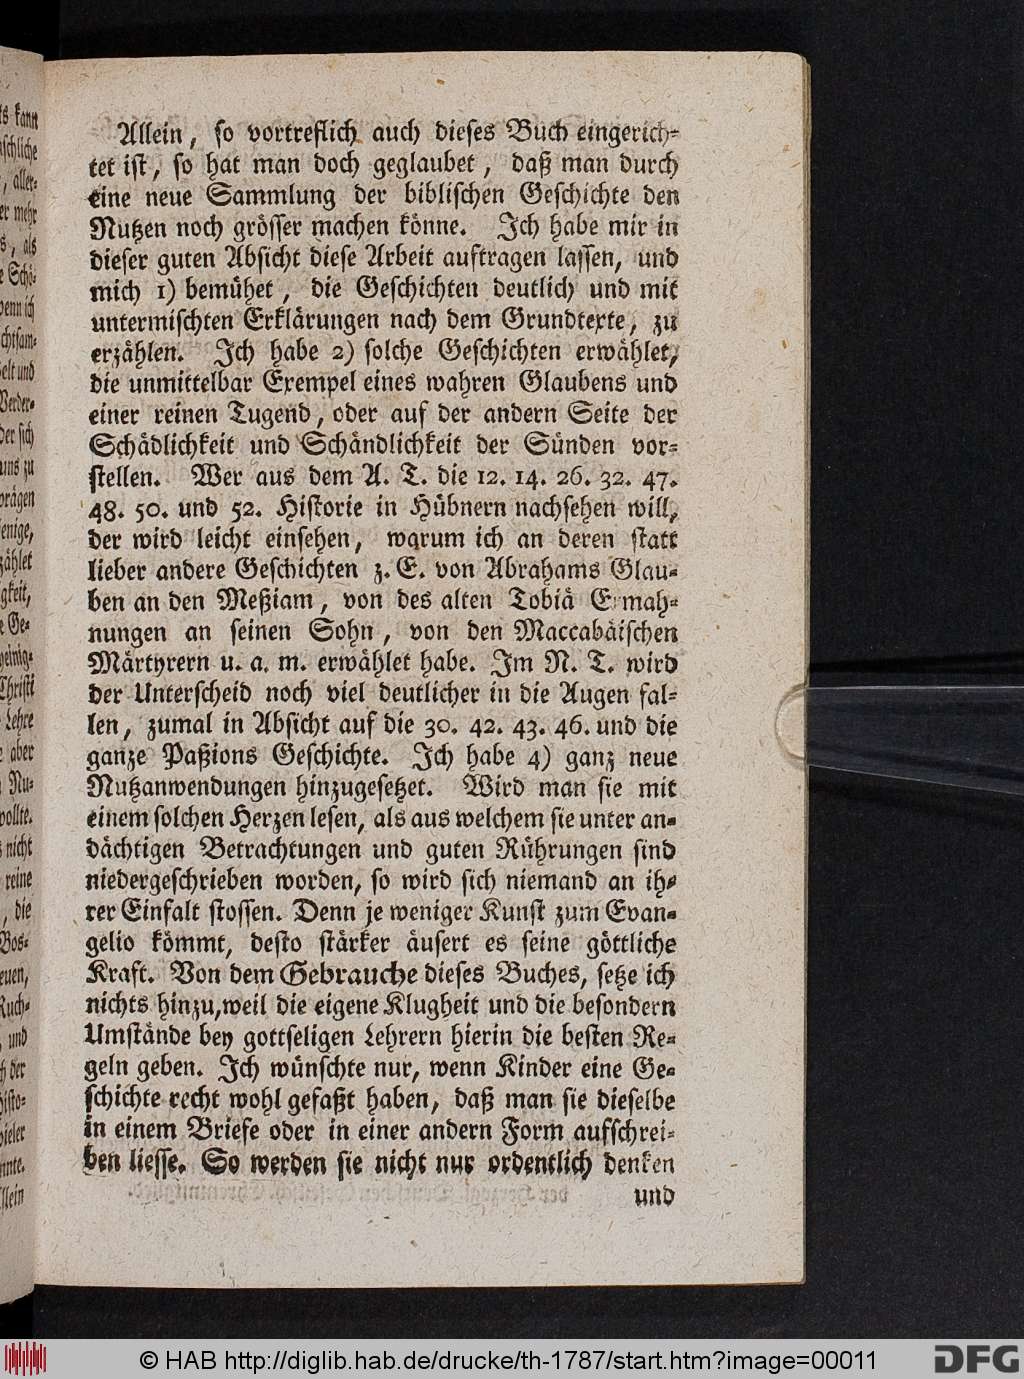 Allein, so vortreflich auch dieses Buch eingerich-
tet ist, so hat man doch geglaubet, daß man durch
eine neue Sammlung der biblischen Geschichte den
Nutzen noch grösser machen könne. Ich habe mir in
dieser guten Absicht diese Arbeit auftragen lassen, und
mich 1) bemühet, die Geschichten deutlich und mit
untermischten Erklärungen nach dem Grundtexte, zu
erzählen. Ich habe 2) solche Geschichten erwählet,
die unmittelbar Exempel eines wahren Glaubens und
einer reinen Tugend, oder auf der andern Seite der
Schädlichkeit und Schändlichkeit der Sünden vor-
stellen. Wer aus dem A. T. die 12. 14. 26. 32. 47.
48. 50. und 52. Historie in Hübnern nachsehen will,
der wird leicht einsehen, warum ich an deren statt
lieber andere Geschichten z. E. von Abrahams Glau-
ben an den Meßiam, von des alten Tobiä Ermah-
nungen an seinen Sohn, von den Maccabäischen
Märtyrern u. a. m. erwählet habe. Im N. T. wird
der Unterscheid noch viel deutlicher in die Augen fal-
len, zumal in Absicht auf die 30. 42. 43. 46. und die
ganze Paßions Geschichte. Ich habe 4) ganz neue
Nutzanwendungen hinzugesetzet. Wird man sie mit
einem solchen Herzen lesen, als aus welchem sie unter an-
dächtigen Betrachtungen und guten Rührungen sind
niedergeschrieben worden, so wird sich niemand an ih-
rer Einfalt stossen. Denn je weniger Kunst zum Evan-
gelio kömmt, desto stärker äusert es seine göttliche
Kraft. Von dem Gebrauche dieses Buches, setze ich
nichts hinzu, weil die eigene Klugheit und die besondern
Umstände bey gottseligen Lehrern hierin die besten Re-
geln geben. Ich wünschte nur, wenn Kinder eine Ge-
schichte recht wohl gefaßt haben, daß man sie dieselbe
in einem Briefe oder in einer andern Form aufschrei-
ben liesse. So werden sie nicht nur ordentlich denken
und
© HAB http://diglib.hab.de/drucke/th-1787/start.htm?image=00011
DFG